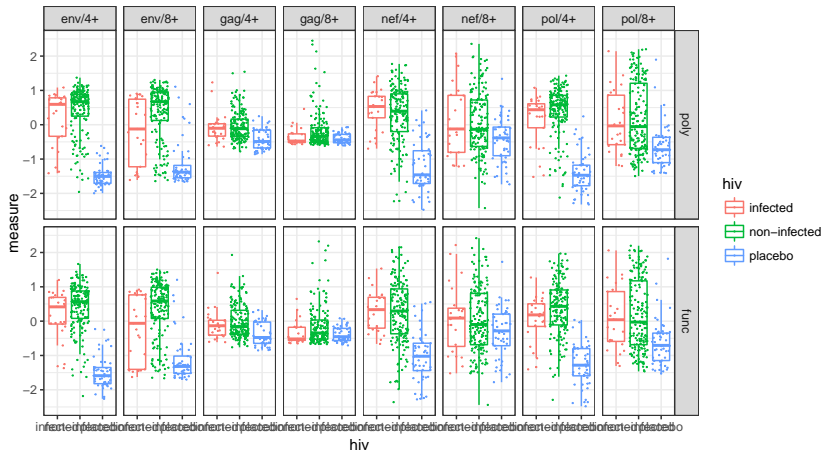 env/4+ env/8+ gag/4+ gag/8+ nef/4+ nef/8+ pol/4+ pol/8+
2
1
0
−1
−2
poly
2
1
0
−1
−2
func
measure
hiv
hiv
infected
non−infected
placebo